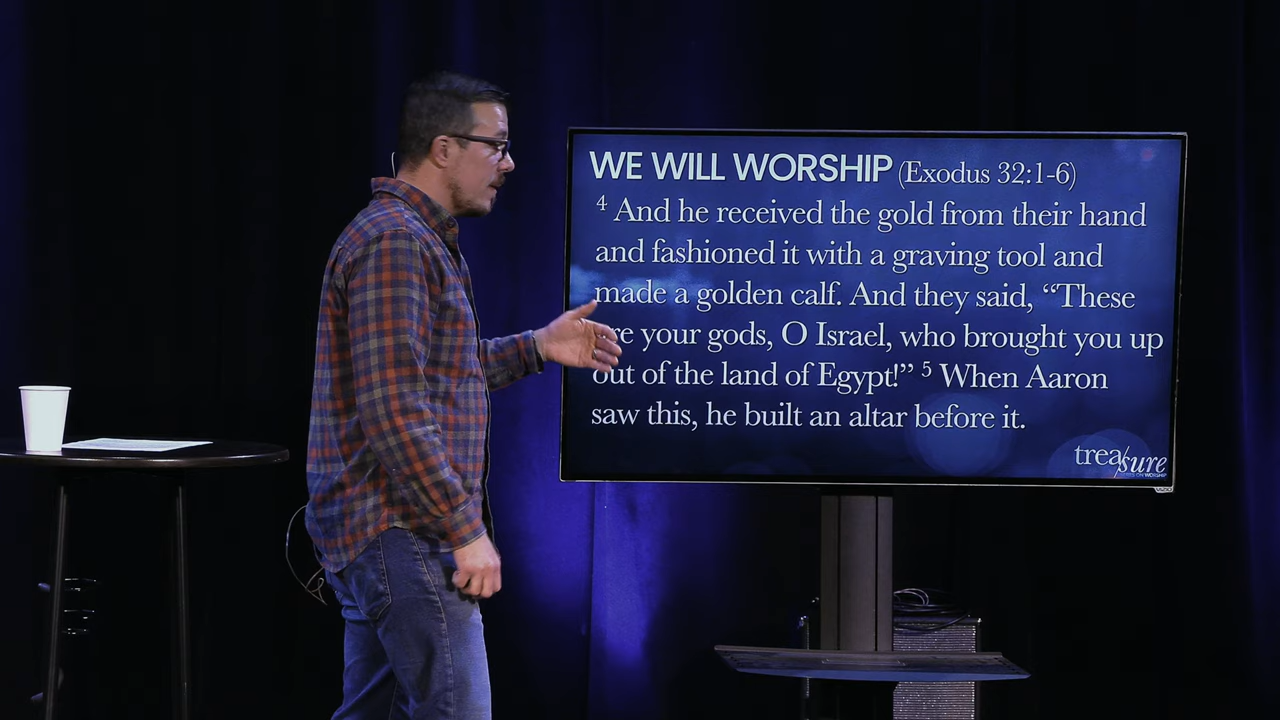 WE WILL WORSHIP (Exodus 32:1-6)
4 And he received the gold from their hand
and fashioned it with a graving tool and
made a golden calf. And they said, “These
re your gods, O Israel, who brought you up
out of the land of Egypt!” 5 When Aaron
saw this, he built an altar before it.
trea/sure